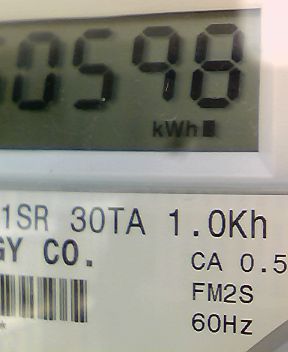 0598
kWh
1SR 30TA 1.0Kh
GY CO.
CA 0.5
FM2S
60Hz